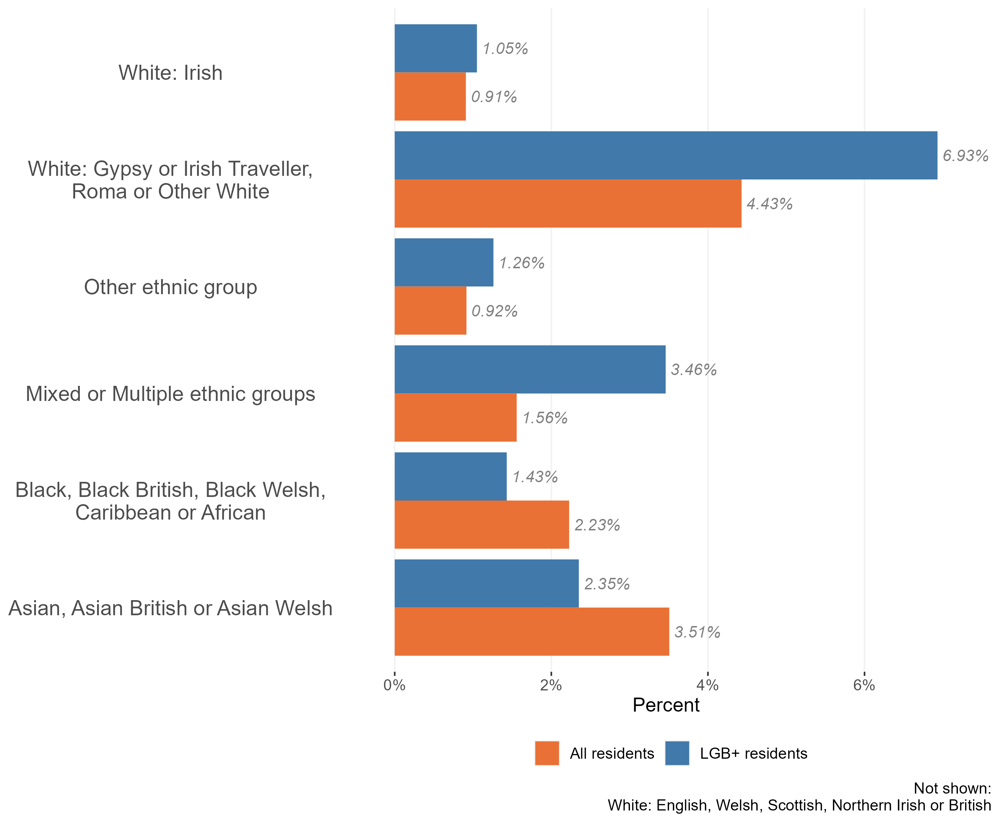 White: Irish
1.05%
0.91%
White: Gypsy or Irish Traveller,
Roma or Other White
6.93%
4.43%
Other ethnic group
1.26%
0.92%
Mixed or Multiple ethnic groups
3.46%
1.56%
Black, Black British, Black Welsh,
Caribbean or African
1.43%
2.23%
Asian, Asian British or Asian Welsh
2.35%
3.51%
0% 2% 4% 6%
Percent
All residents LGB+ residents
Not shown:
White: English, Welsh, Scottish, Northern Irish or British